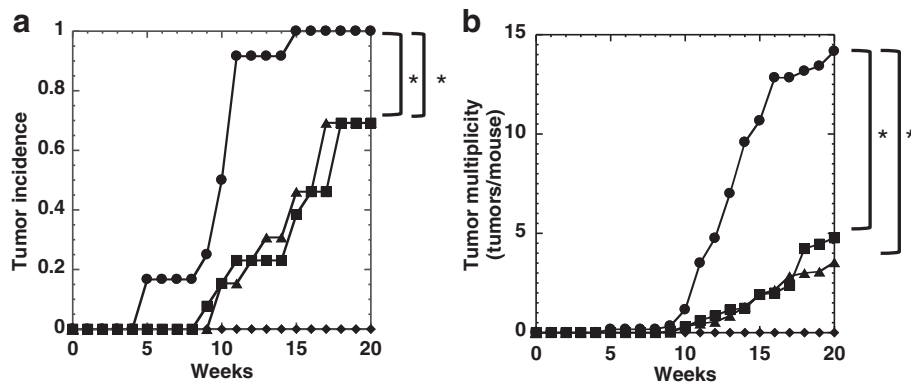 a
1
0.8
0.6
0.4
0.2
0
Tumor incidence
0 5 10 15 20
Weeks
* *
b
15
10
5
0
Tumor multiplicity
(tumors/mouse)
0 5 10 15 20
Weeks
* *